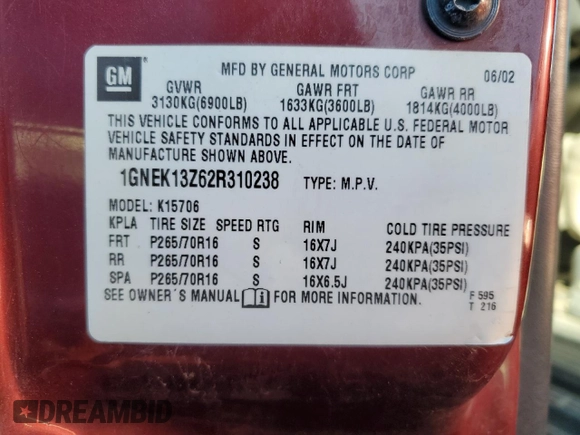 GM
MFD BY GENERAL MOTORS CORP 06/02
GVWR GAWR FRT GAWR RR
3130KG(6900LB) 1633KG(3600LB) 1814KG(4000LB)
THIS VEHICLE CONFORMS TO ALL APPLICABLE U.S. FEDERAL MOTOR
VEHICLE SAFETY STANDARDS IN EFFECT ON THE DATE OF
MANUFACTURE SHOWN ABOVE.
1GNEK13Z62R310238 TYPE: M.P.V.
MODEL: K15706
KPLA TIRE SIZE SPEED RTG RIM COLD TIRE PRESSURE
FRT P265/70R16 S 16X7J 240KPA(35PSI)
RR P265/70R16 S 16X7J 240KPA(35PSI)
SPA P265/70R16 S 16X6.5J 240KPA(35PSI)
SEE OWNER'S MANUAL i FOR MORE INFORMATION.
F 595
T 216
DREAMBID